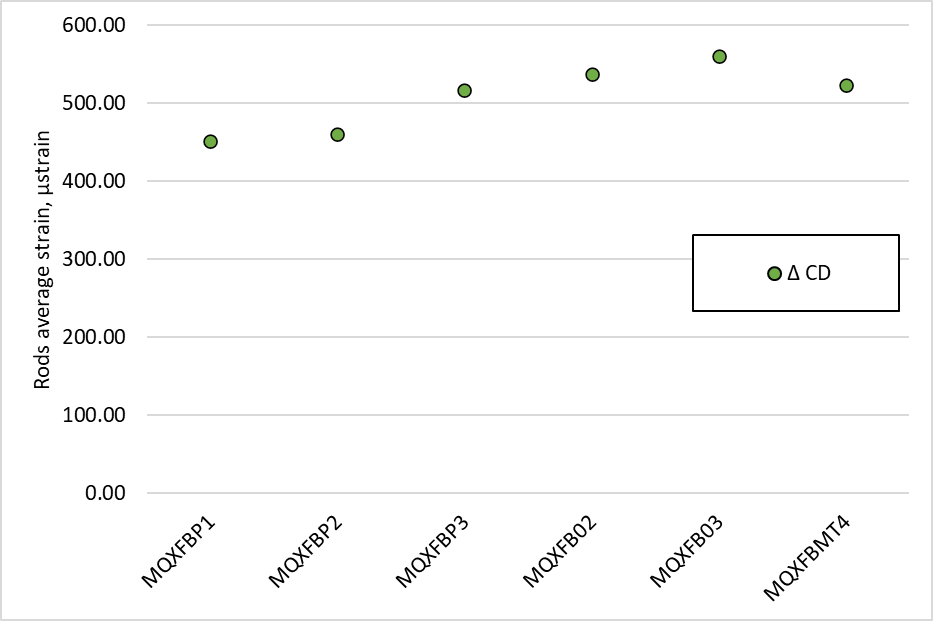 600.00
500.00
400.00
300.00
200.00
100.00
0.00
Rods average strain, µstrain
Δ CD
MQXFBP1
MQXFBP2
MQXFBP3
MQXFB02
MQXFB03
MQXFBMT4